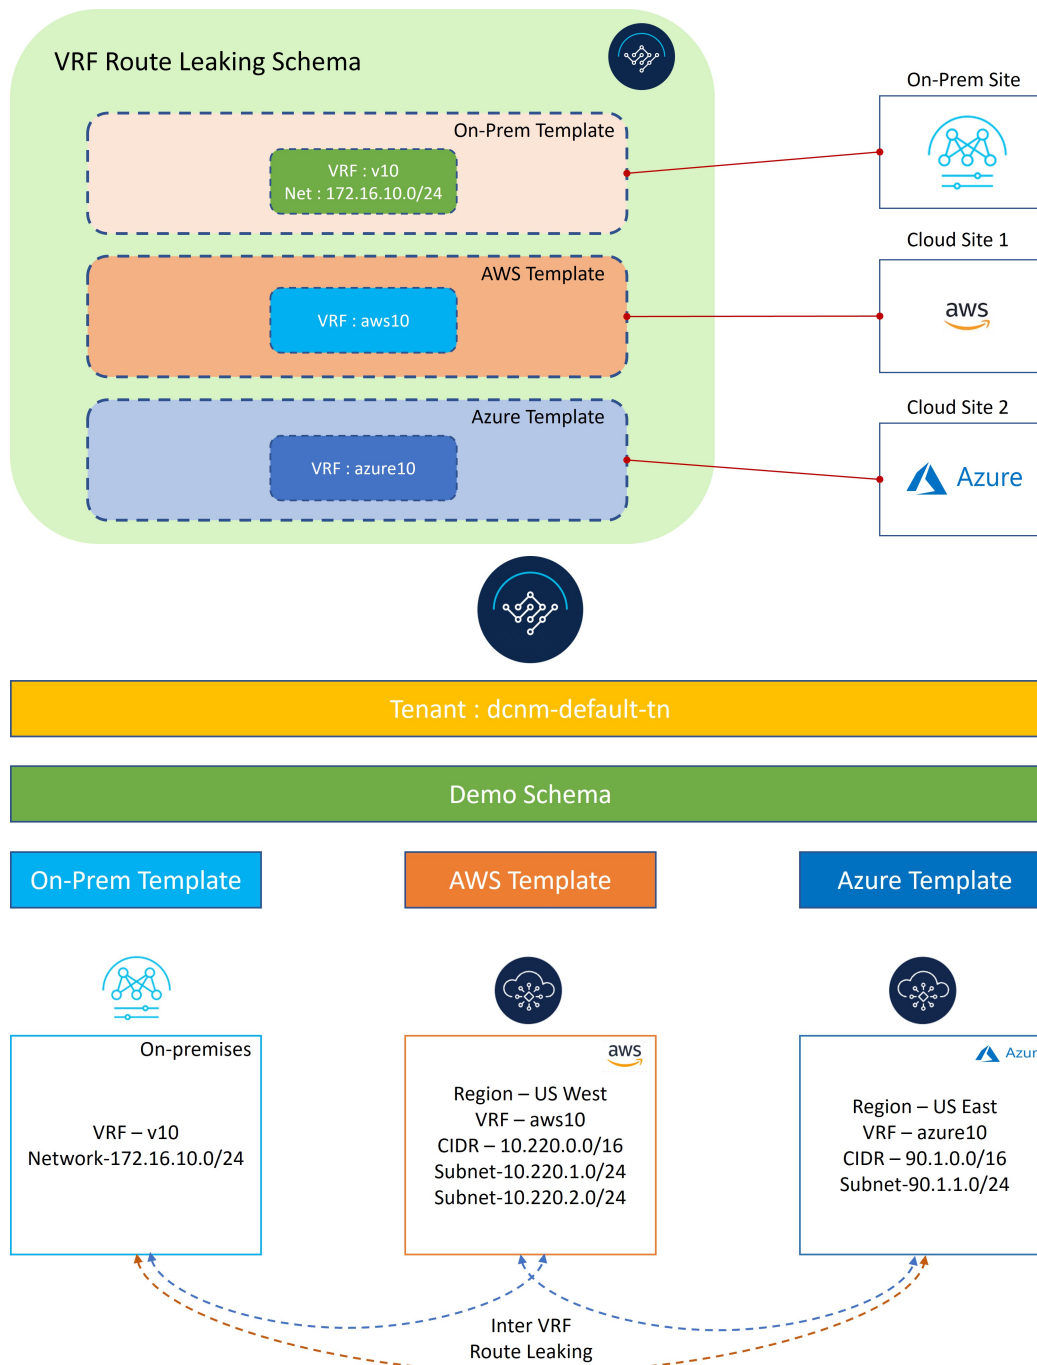 VRF Route Leaking Schema
On-Prem Template
VRF : v10
Net : 172.16.10.0/24
AWS Template
VRF : aws10
Azure Template
VRF : azure10
On-Prem Site
Cloud Site 1
aws
Cloud Site 2
Azure
Tenant : dcnm-default-tn
Demo Schema
On-Prem Template
AWS Template
Azure Template
On-premises
VRF – v10
Network-172.16.10.0/24
aws
Region – US West
VRF – aws10
CIDR – 10.220.0.0/16
Subnet-10.220.1.0/24
Subnet-10.220.2.0/24
Azur
Region – US East
VRF – azure10
CIDR – 90.1.0.0/16
Subnet-90.1.1.0/24
Inter VRF
Route Leaking